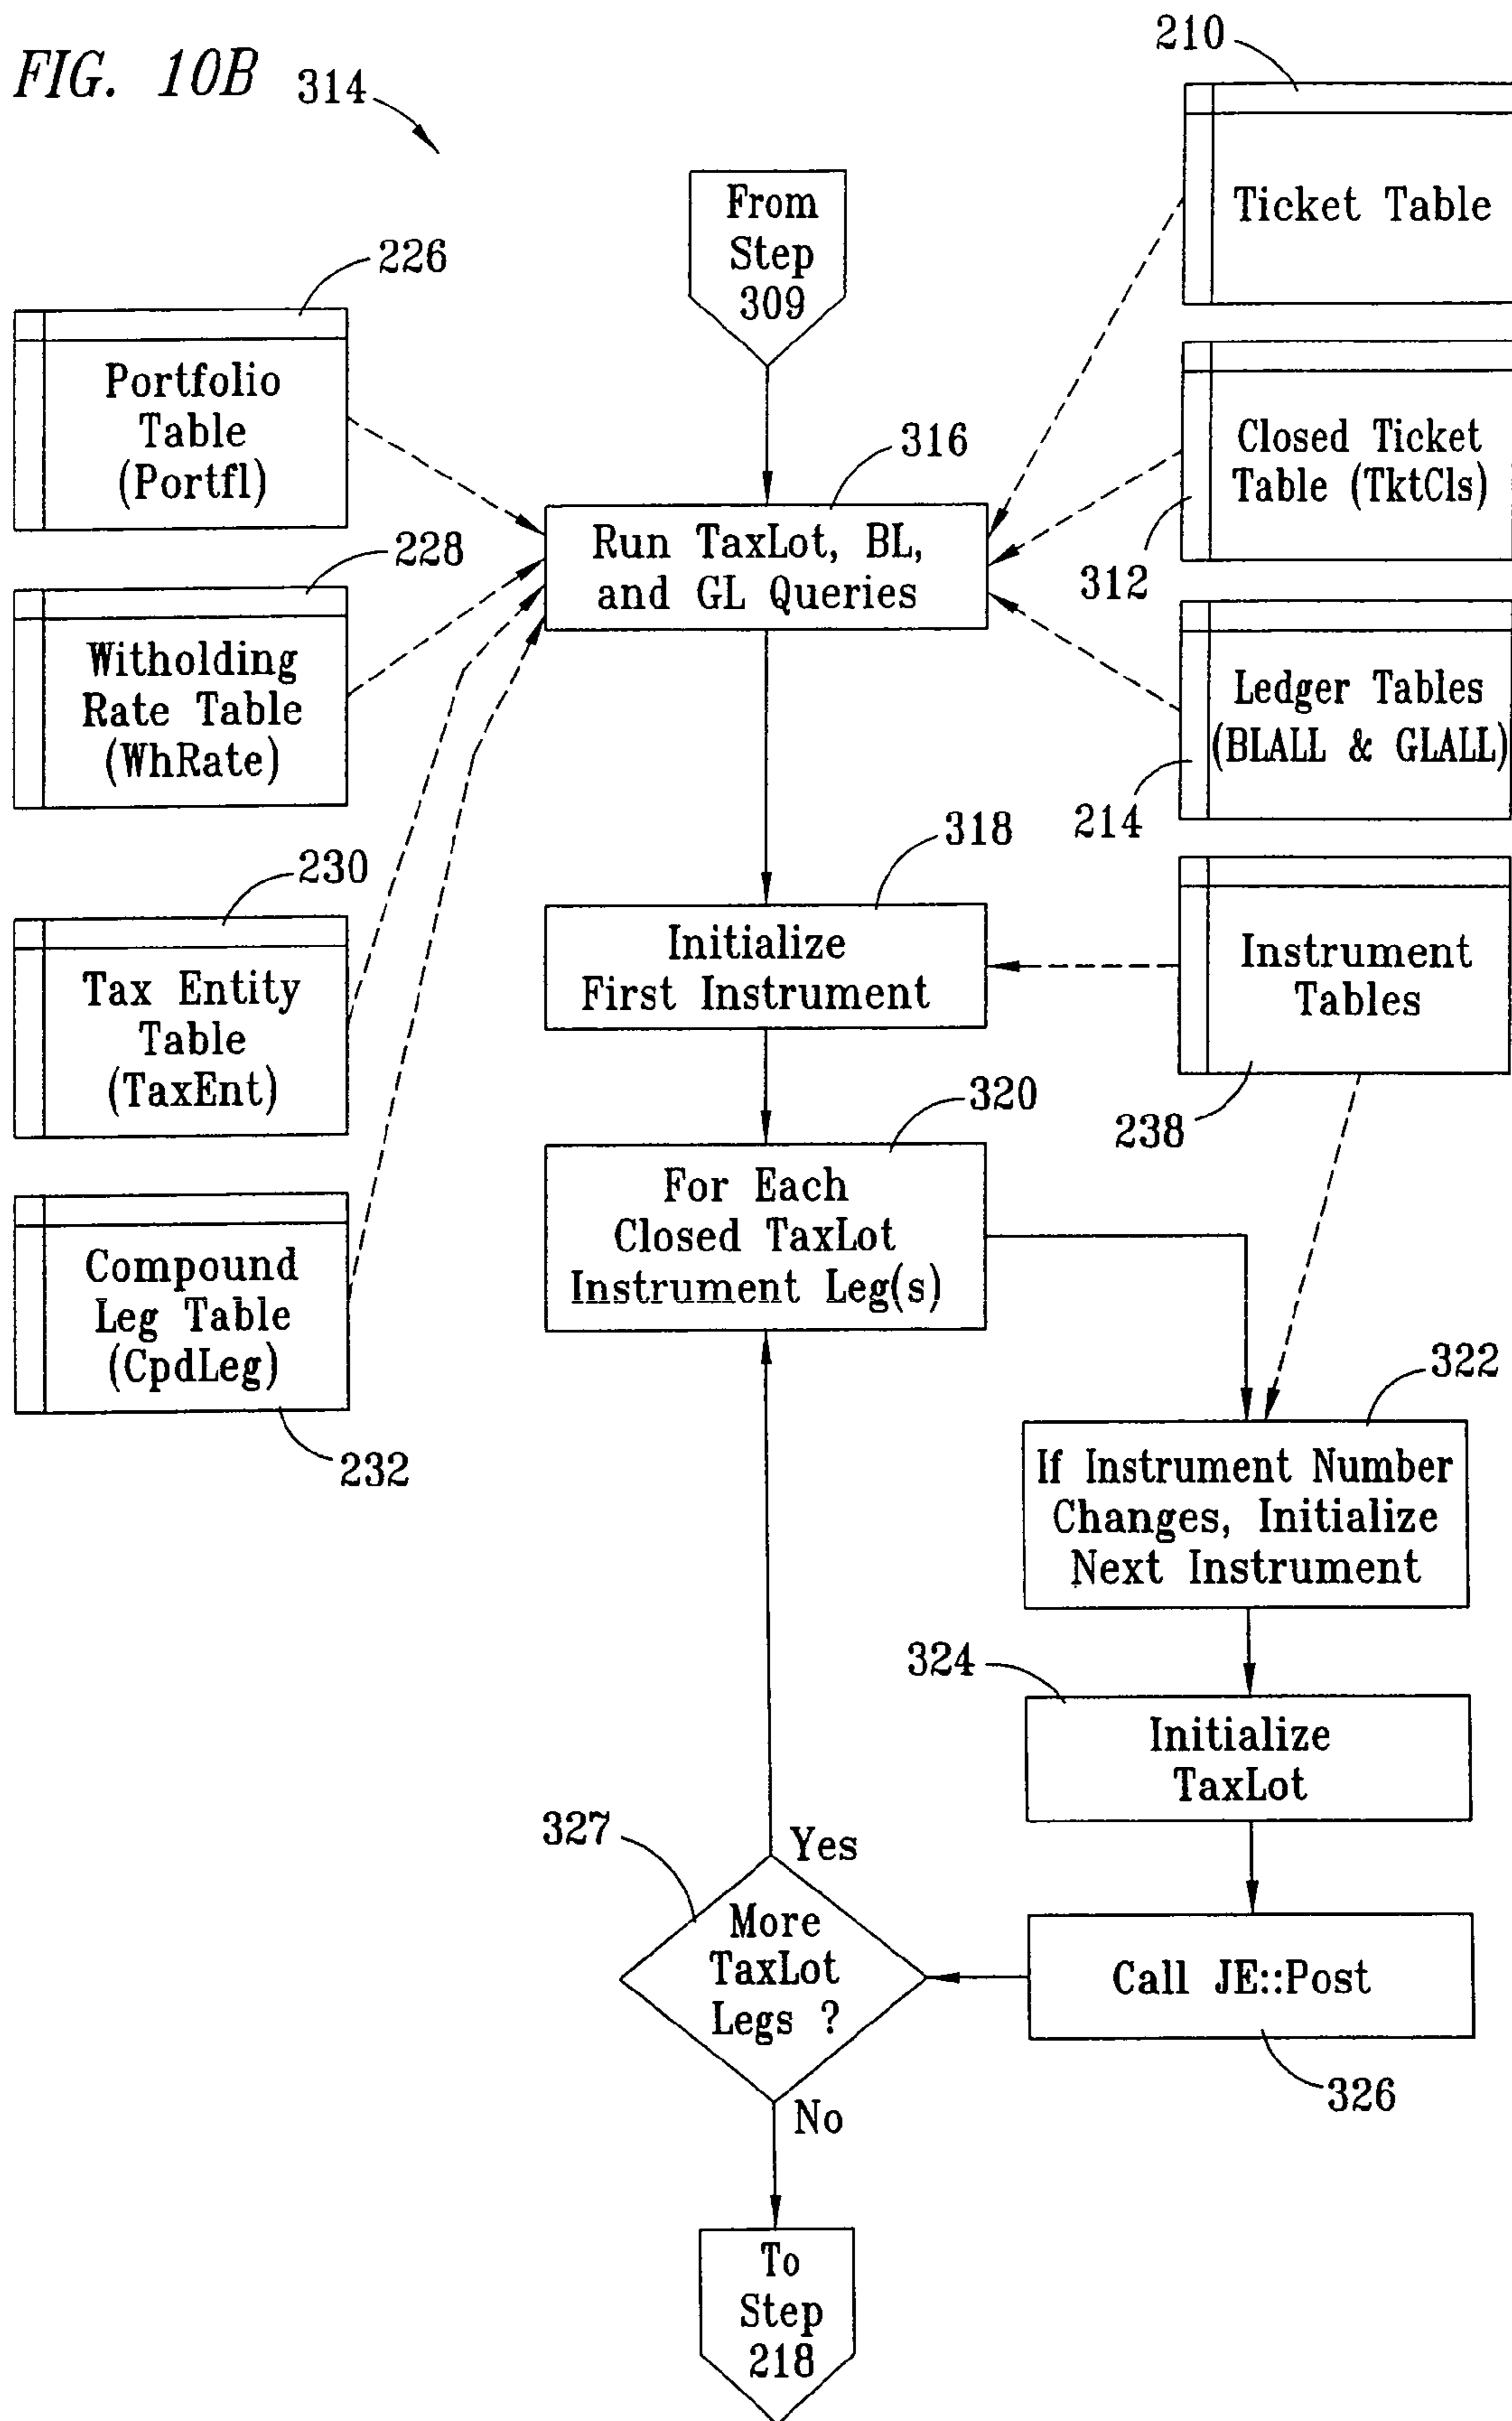 FIG. 10B
314
210
From
Step
309
Ticket Table
226
Portfolio
Table
(Portfl)
Closed Ticket
Table (TktCls)
312
316
Run TaxLot, BL,
and GL Queries
228
Witholding
Rate Table
(WhRate)
Ledger Tables
(BLALL & GLALL)
214
318
Initialize
First Instrument
230
Tax Entity
Table
(TaxEnt)
Instrument
Tables
238
320
For Each
Closed TaxLot
Instrument Leg(s)
Compound
Leg Table
(CpdLeg)
232
322
If Instrument Number
Changes, Initialize
Next Instrument
324
Initialize
TaxLot
327
Yes
More
TaxLot
Legs ?
Call JE::Post
326
No
To
Step
218